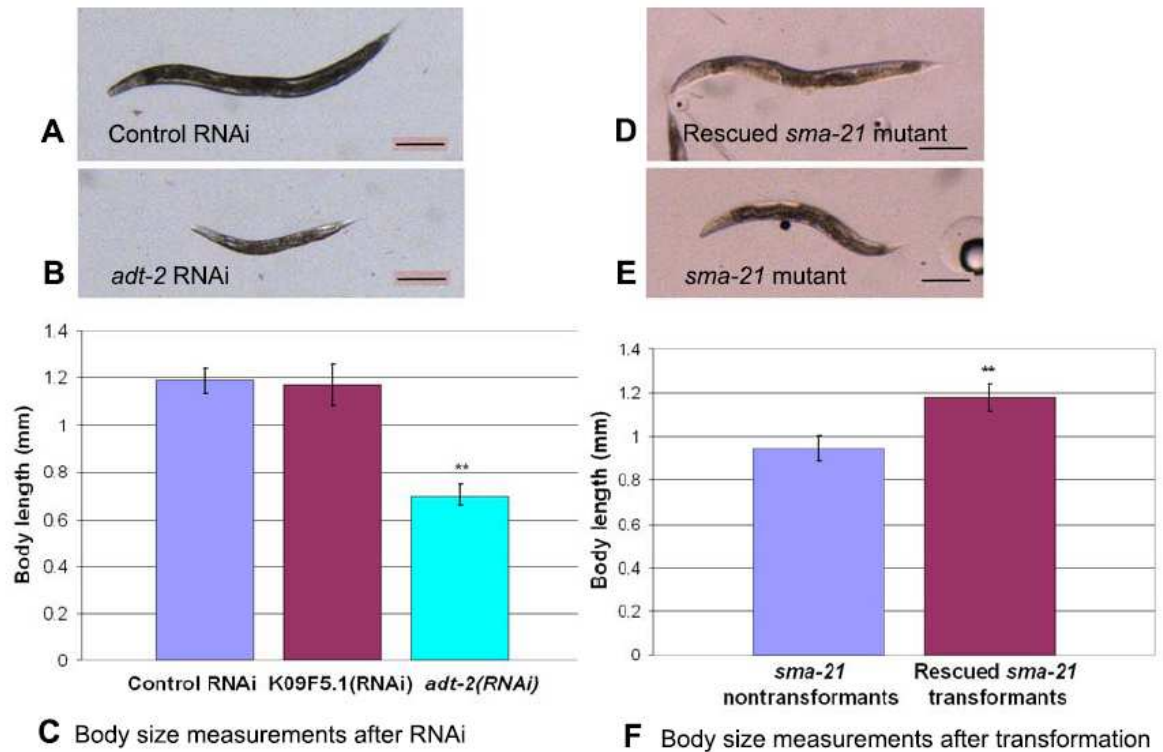 A Control RNAi
B adt-2 RNAi
1.4
1.2
1
0.8
0.6
0.4
0.2
0
Body length (mm)
**
Control RNAi K09F5.1(RNAi) adt-2(RNAi)
C Body size measurements after RNAi
D Rescued sma-21 mutant
E sma-21 mutant
1.4
1.2
1
0.8
0.6
0.4
0.2
0
Body length (mm)
**
sma-21 nontransformants
Rescued sma-21 transformants
F Body size measurements after transformation